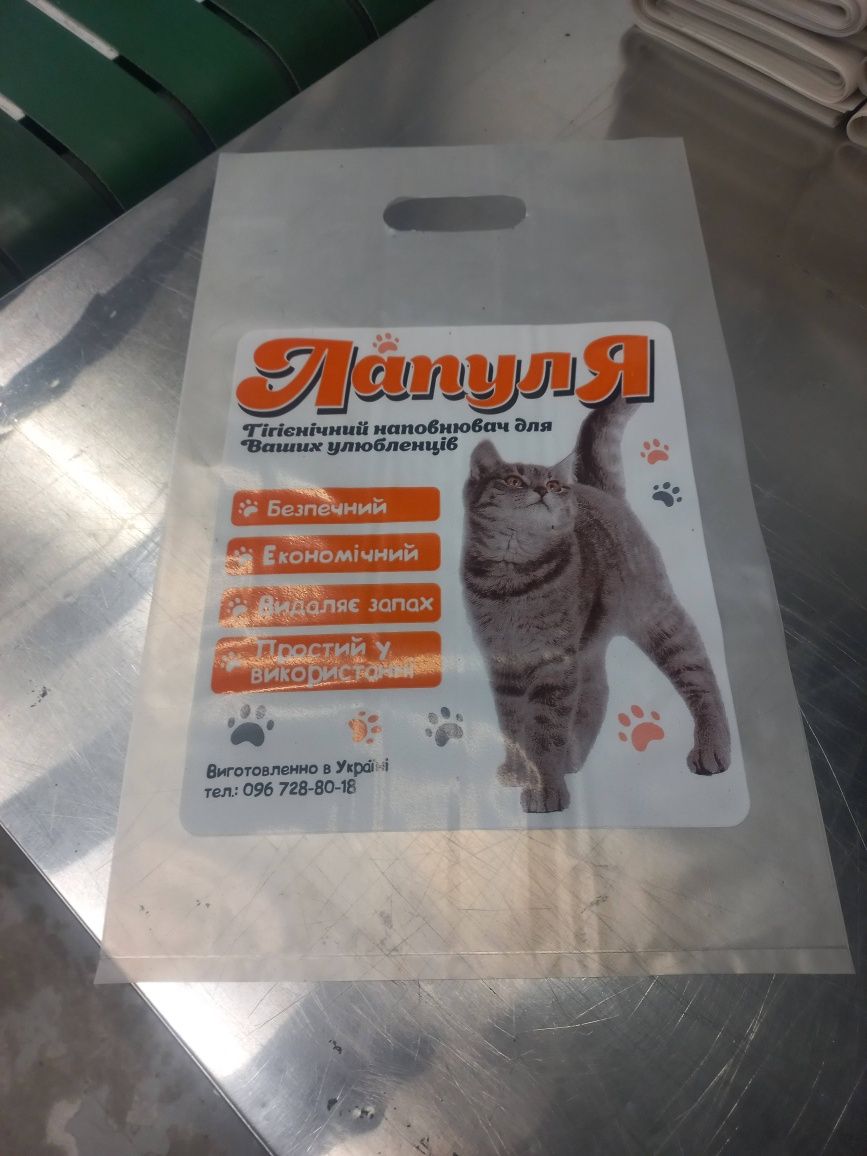 ЛапулЯ
Гігієнічний наповнювач для
Ваших улюбленців
Безпечний
Економічний
Видаляє запах
Простий у
використанні
Виготовленно в Україні
тел.: 096 728-80-18